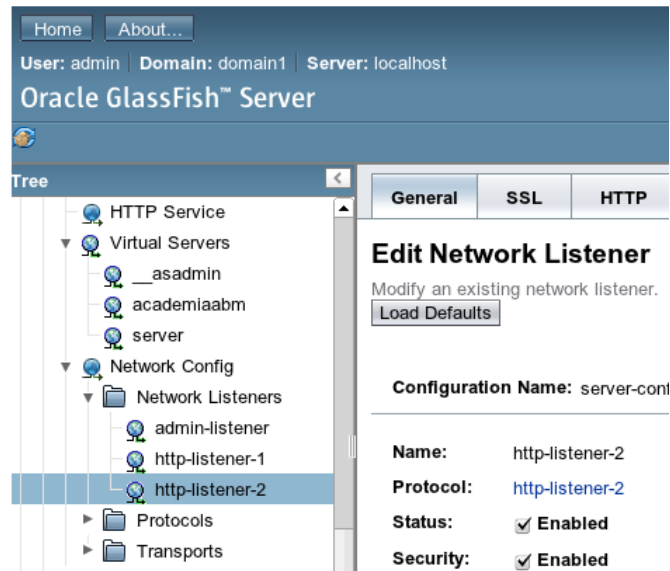 Home About...
User: admin Domain: domain1 Server: localhost
Oracle GlassFish™ Server
Tree
HTTP Service
Virtual Servers
__asadmin
academiaabm
server
Network Config
Network Listeners
admin-listener
http-listener-1
http-listener-2
Protocols
Transports
General SSL HTTP
Edit Network Listener
Modify an existing network listener.
Load Defaults
Configuration Name: server-conf
Name: http-listener-2
Protocol: http-listener-2
Status: Enabled
Security: Enabled